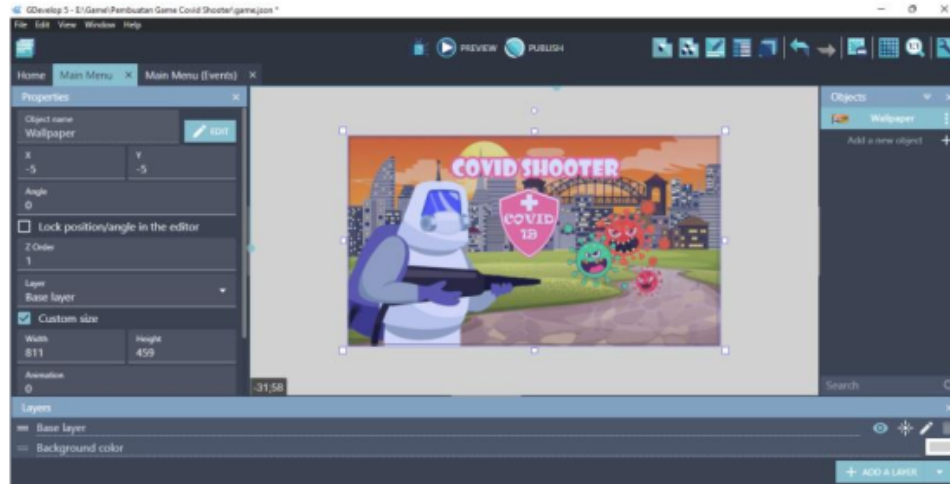 GDevelop 5 - E:\Game\Pembuatan Game Covid Shooter\game.json *
File Edit View Window Help
PREVIEW PUBLISH
Home Main Menu × Main Menu (Events) ×
Properties ×
Objects
Object name
Wallpaper
EDIT
Wallpaper
Add a new object +
X Y
-5 -5
Angle
0
Lock position/angle in the editor
Z Order
1
Layer
Base layer
Custom size
Width Height
811 459
Animation
0
COVID SHOOTER
COVID
19
-31;58
Search
Layers
Base layer
Background color
+ ADD A LAYER